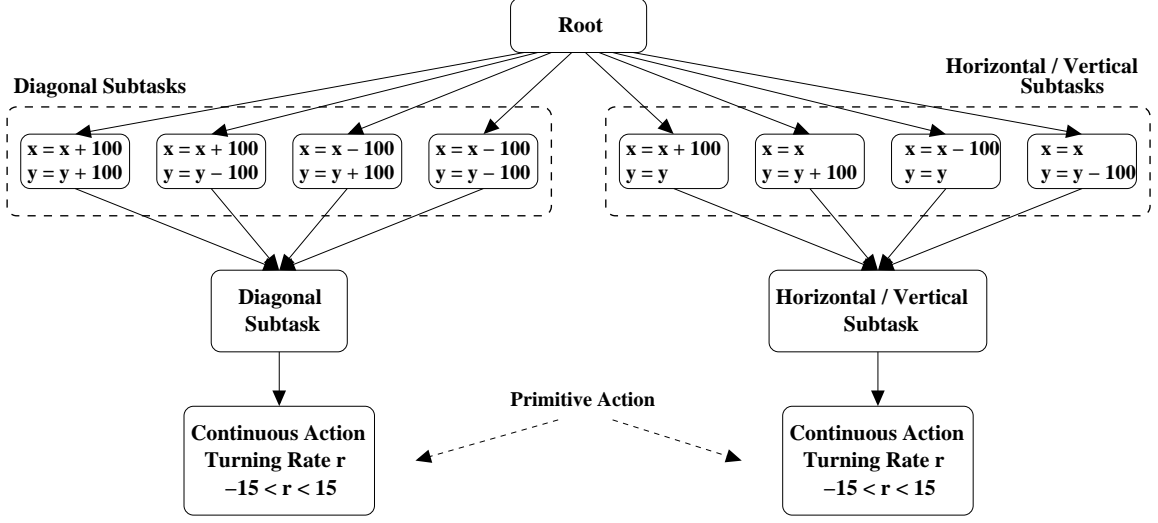 Root
Diagonal Subtasks
Horizontal / Vertical
Subtasks
x = x + 100
y = y + 100
x = x + 100
y = y − 100
x = x − 100
y = y + 100
x = x − 100
y = y − 100
x = x + 100
y = y
x = x
y = y + 100
x = x − 100
y = y
x = x
y = y − 100
Diagonal
Subtask
Horizontal / Vertical
Subtask
Primitive Action
Continuous Action
Turning Rate r
−15 < r < 15
Continuous Action
Turning Rate r
−15 < r < 15